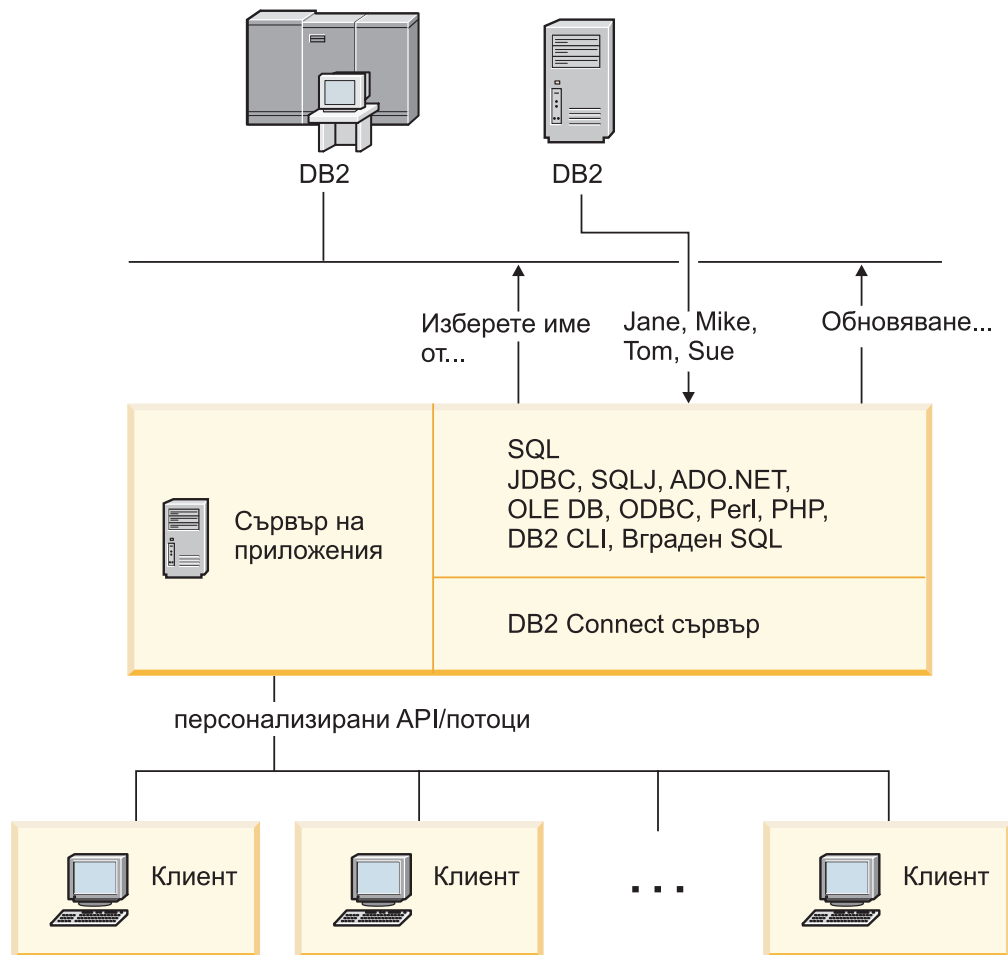 DB2
DB2
Изберете име
от...
Jane, Mike,
Tom, Sue
Обновяване...
Сървър на
приложения
SQL
JDBC, SQLJ, ADO.NET,
OLE DB, ODBC, Perl, PHP,
DB2 CLI, Вграден SQL
DB2 Connect сървър
персонализирани API/потоци
Клиент
Клиент
...
Клиент